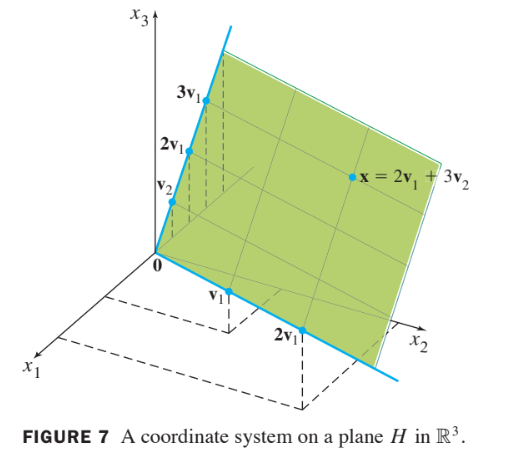 x3
3v1
2v1
v2
x = 2v1 + 3v2
0
v1
2v1
x2
x1
FIGURE 7 A coordinate system on a plane H in ℝ³.